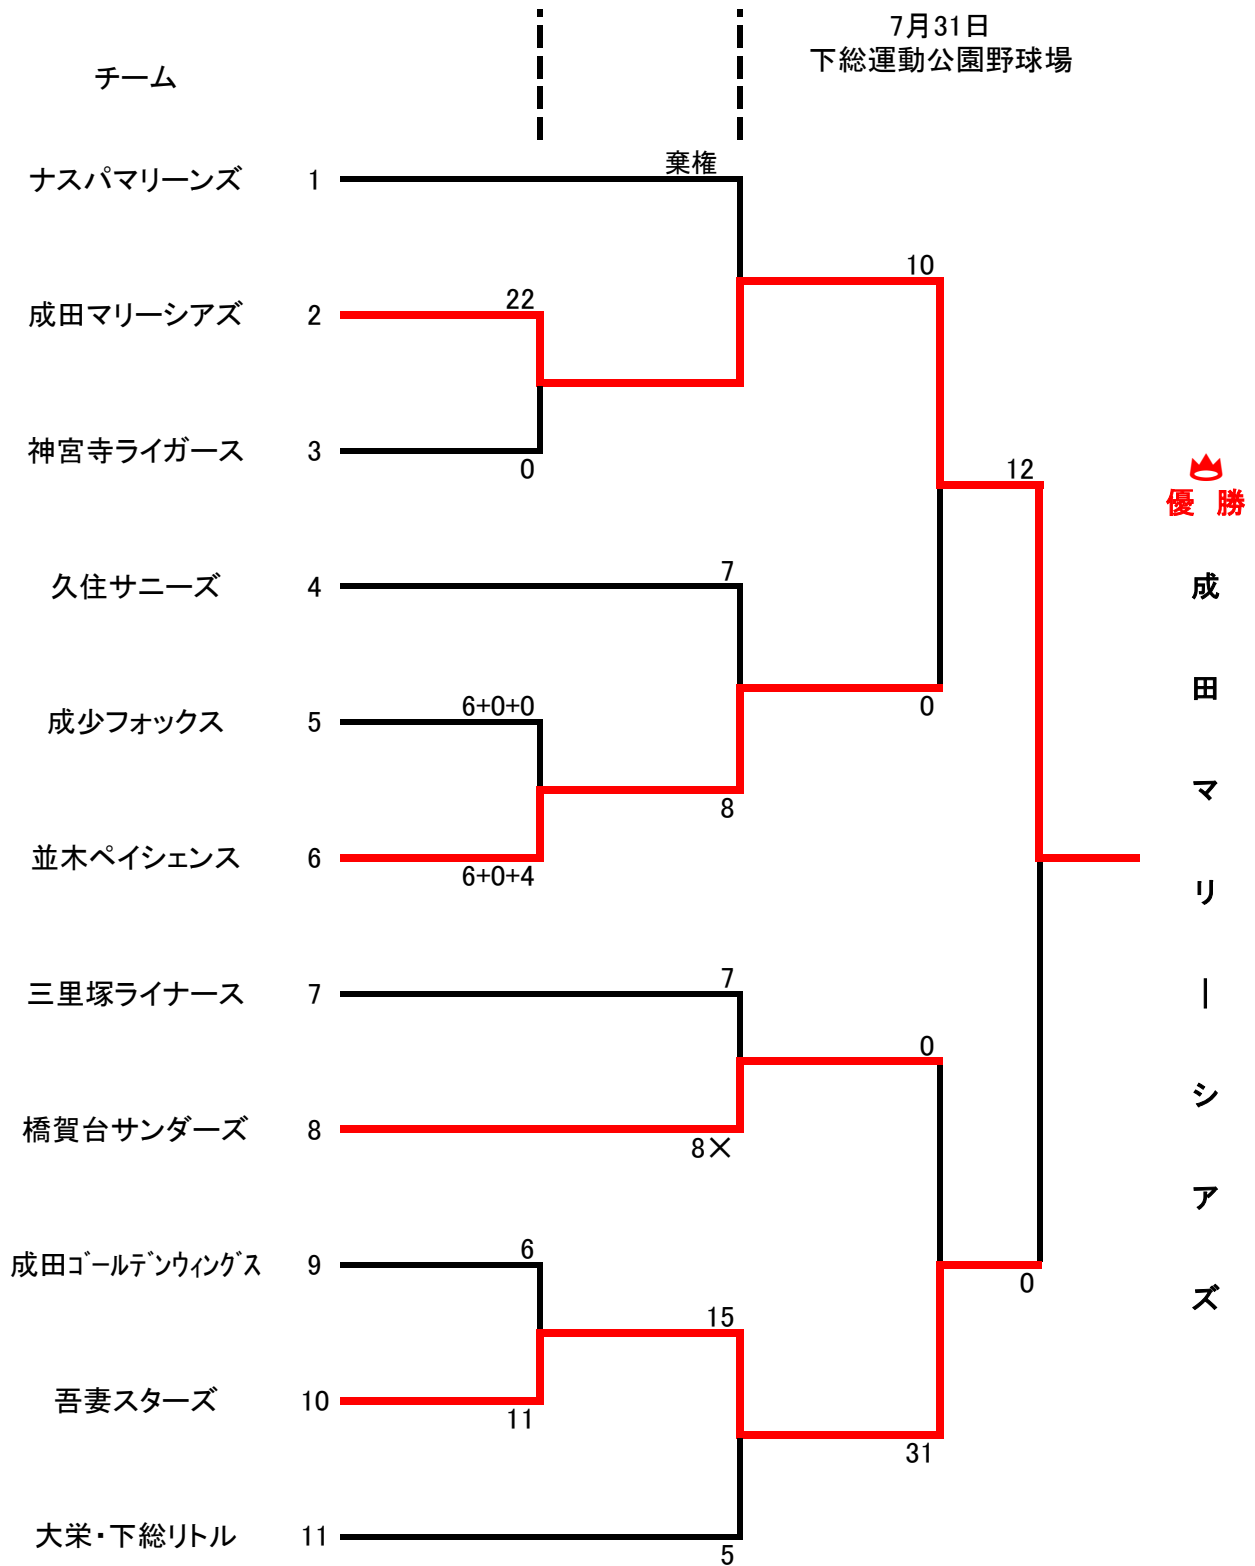 7月31日
下総運動公園野球場
チーム
棄権
ナスパマリーンズ 1
10
22
成田マリーシアズ 2
神宮寺ライガース 3
0
12
優 勝
7
久住サニーズ 4
成田マリーシアズ
6+0+0
0
成少フォックス 5
8
並木ペイシェンス 6
6+0+4
7
三里塚ライナース 7
0
橋賀台サンダーズ 8
8×
6
成田ｺﾞｰﾙﾃﾞﾝｳｨﾝｸﾞｽ 9
0
15
吾妻スターズ 10
11
31
大栄・下総リトル 11
5